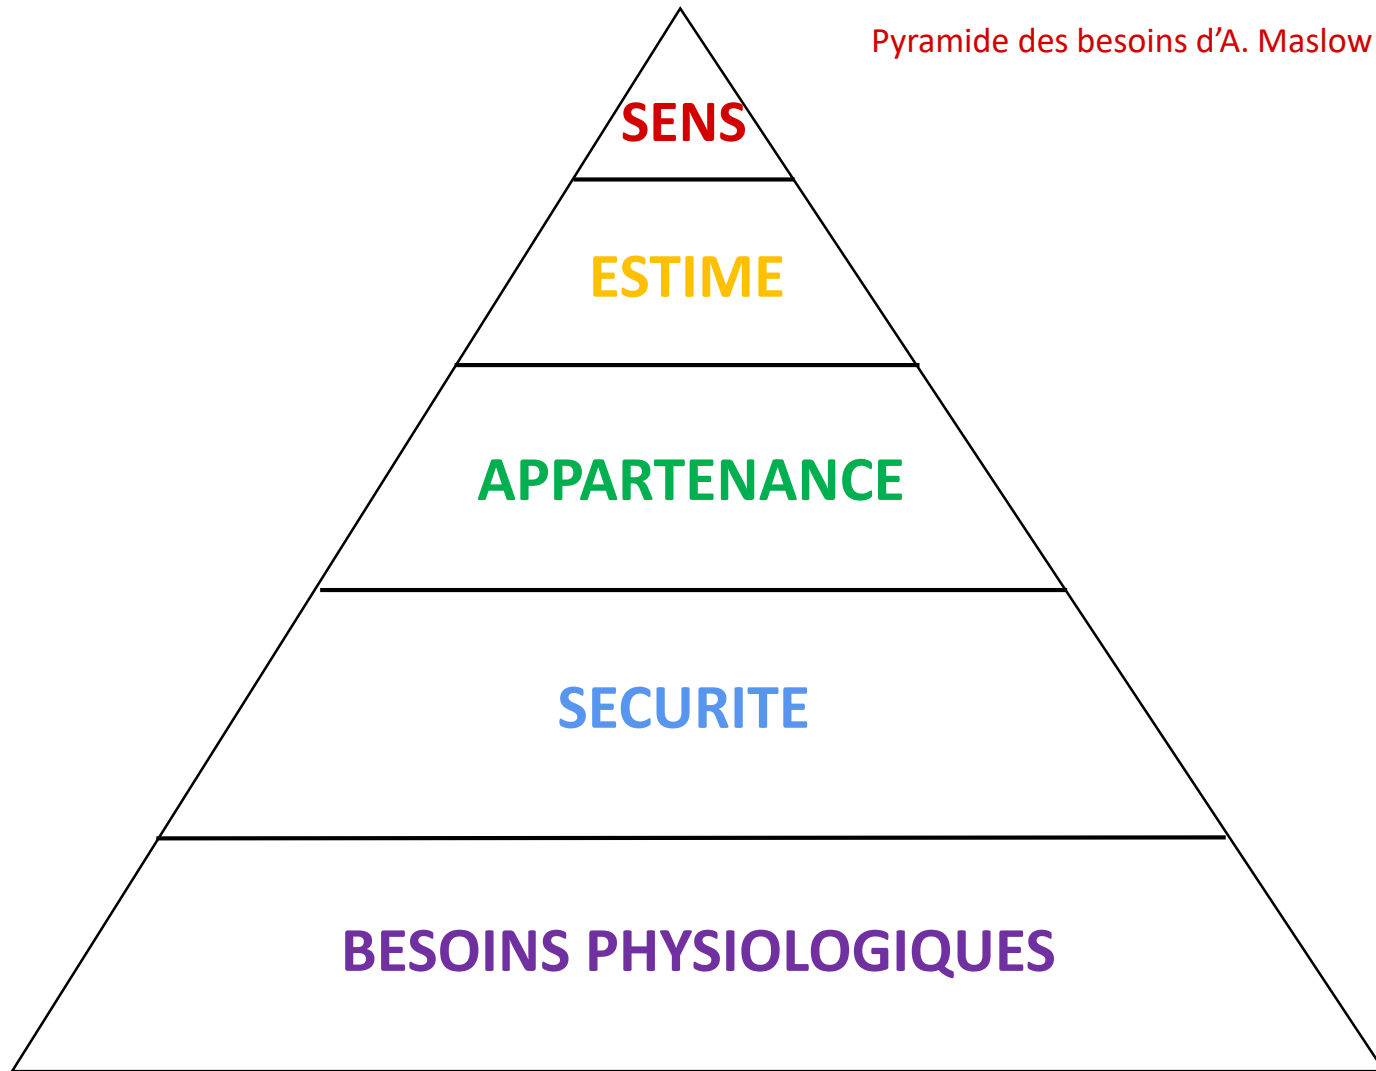 Pyramide des besoins d’A. Maslow
SENS
ESTIME
APPARTENANCE
SECURITE
BESOINS PHYSIOLOGIQUES